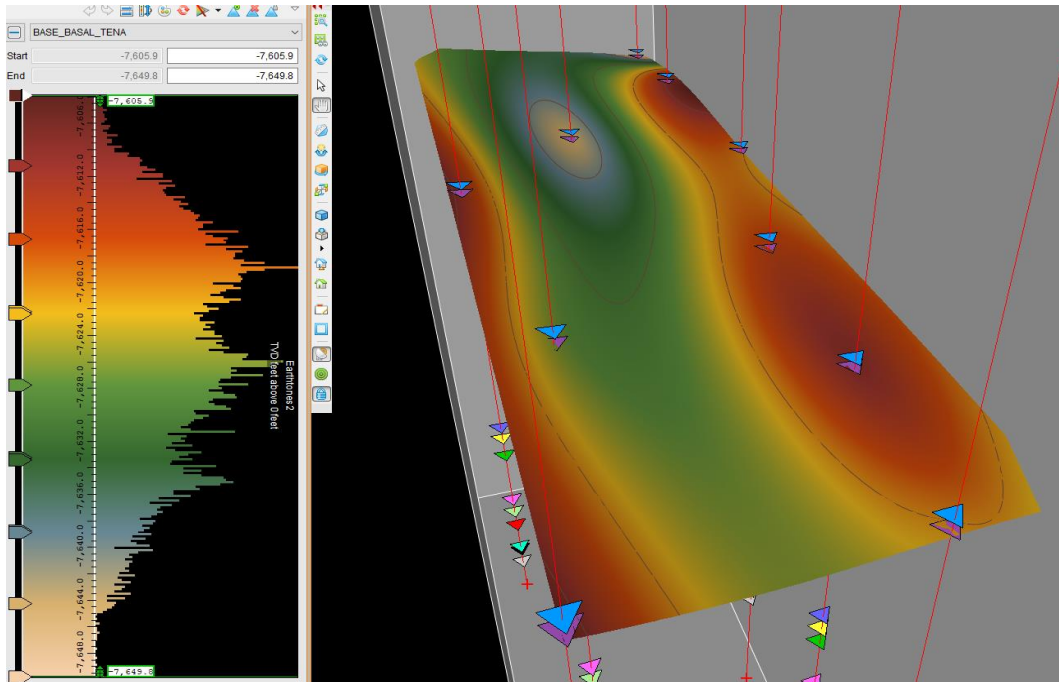 BASE_BASAL_TENA
Start -7,605.9 -7,605.9
End -7,649.8 -7,649.8
-7,605.9
-7,606.0
-7,612.0
-7,616.0
-7,620.0
-7,624.0
-7,628.0
-7,632.0
-7,636.0
-7,640.0
-7,644.0
-7,648.0
Earthtones 2
TVD feet above 0 feet
-7,649.8